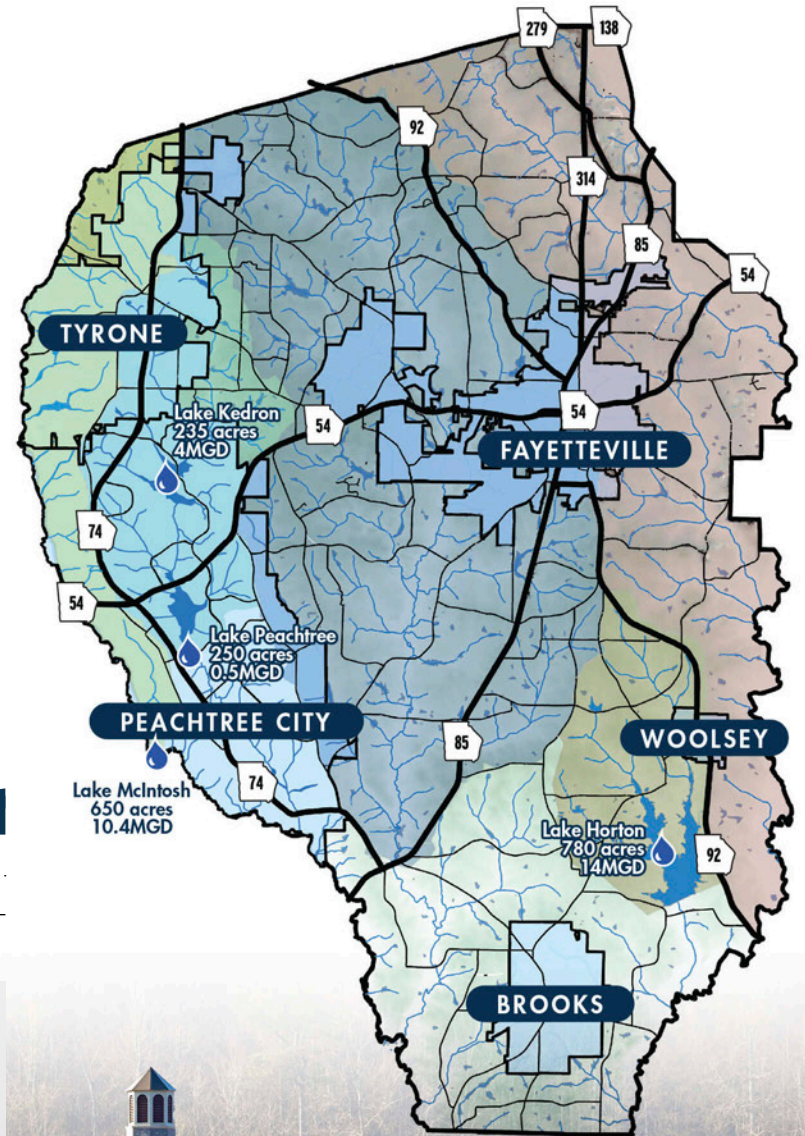 279
138
92
314
85
54
TYRONE
Lake Kedron
235 acres
4MGD
54
54
FAYETTEVILLE
74
54
Lake Peachtree
250 acres
0.5MGD
PEACHTREE CITY
85
WOOLSEY
74
Lake McIntosh
650 acres
10.4MGD
Lake Horton
780 acres
14MGD
92
BROOKS